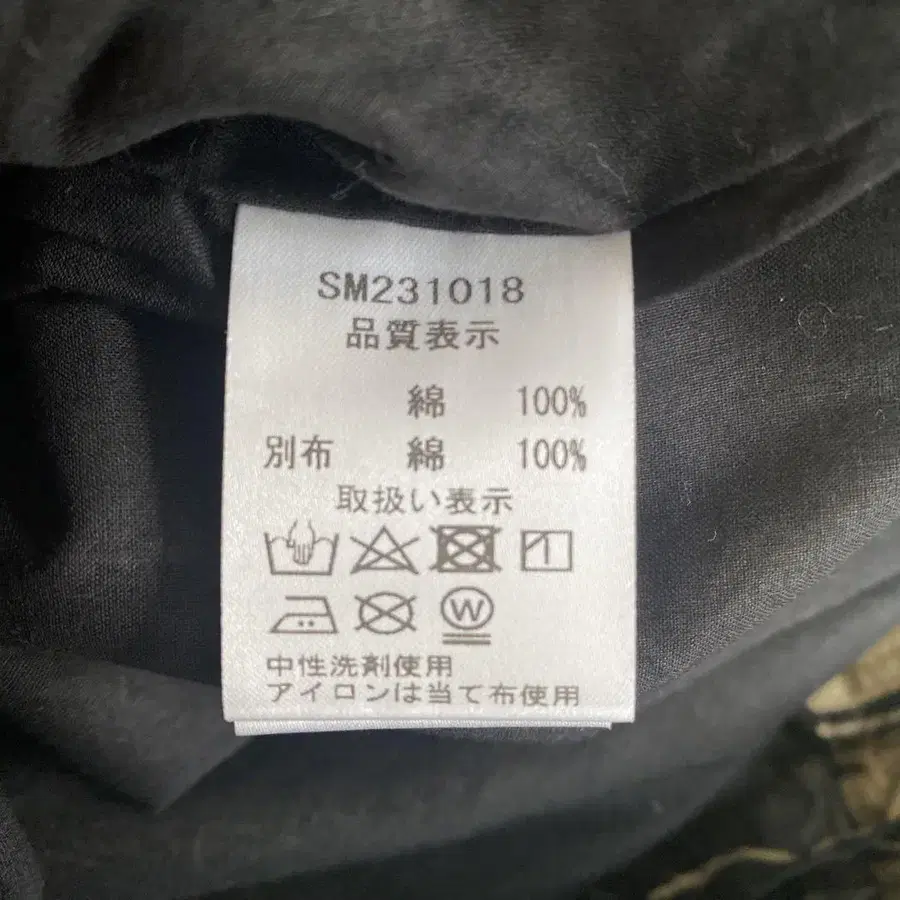 SM231018
品質表示
綿 100%
別布 綿 100%
取扱い表示
W
中性洗剤使用
アイロンは当て布使用